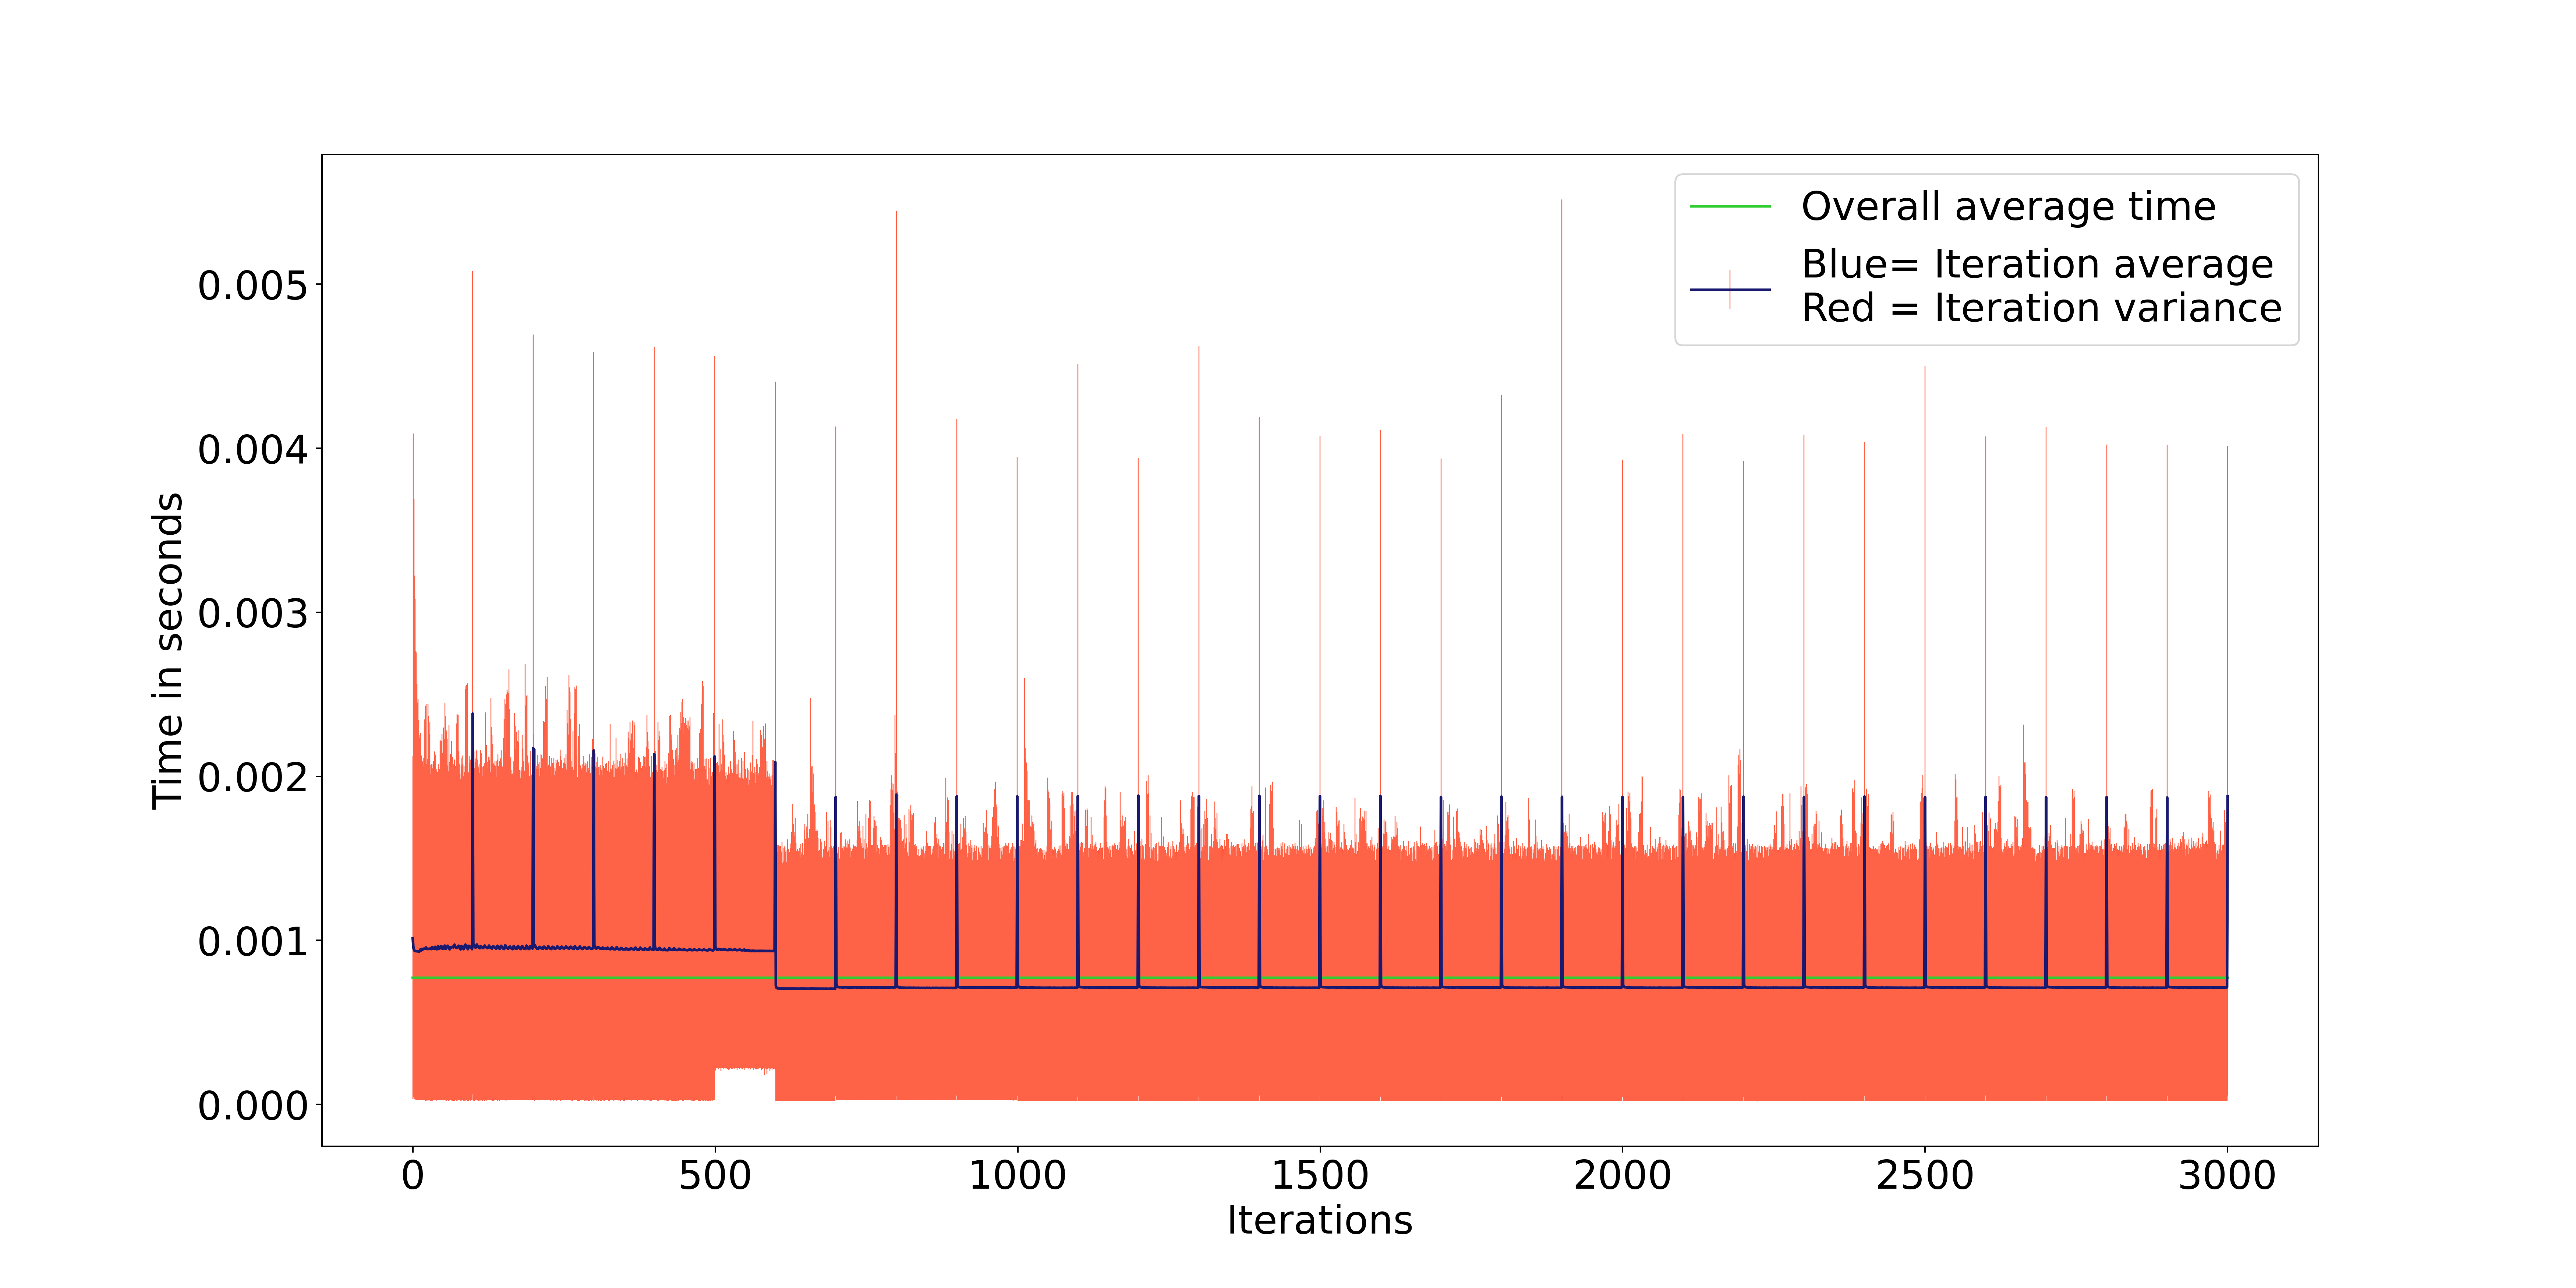 Overall average time
Blue= Iteration average
Red = Iteration variance
0.005
0.004
0.003
0.002
0.001
0.000
Time in seconds
0 500 1000 1500 2000 2500 3000
Iterations